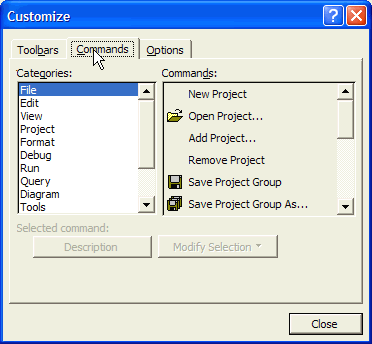 Customize
Toolbars Commands Options
Categories:
File
Edit
View
Project
Format
Debug
Run
Query
Diagram
Tools
Commands:
New Project
Open Project...
Add Project...
Remove Project
Save Project Group
Save Project Group As...
Selected command:
Description Modify Selection
Close